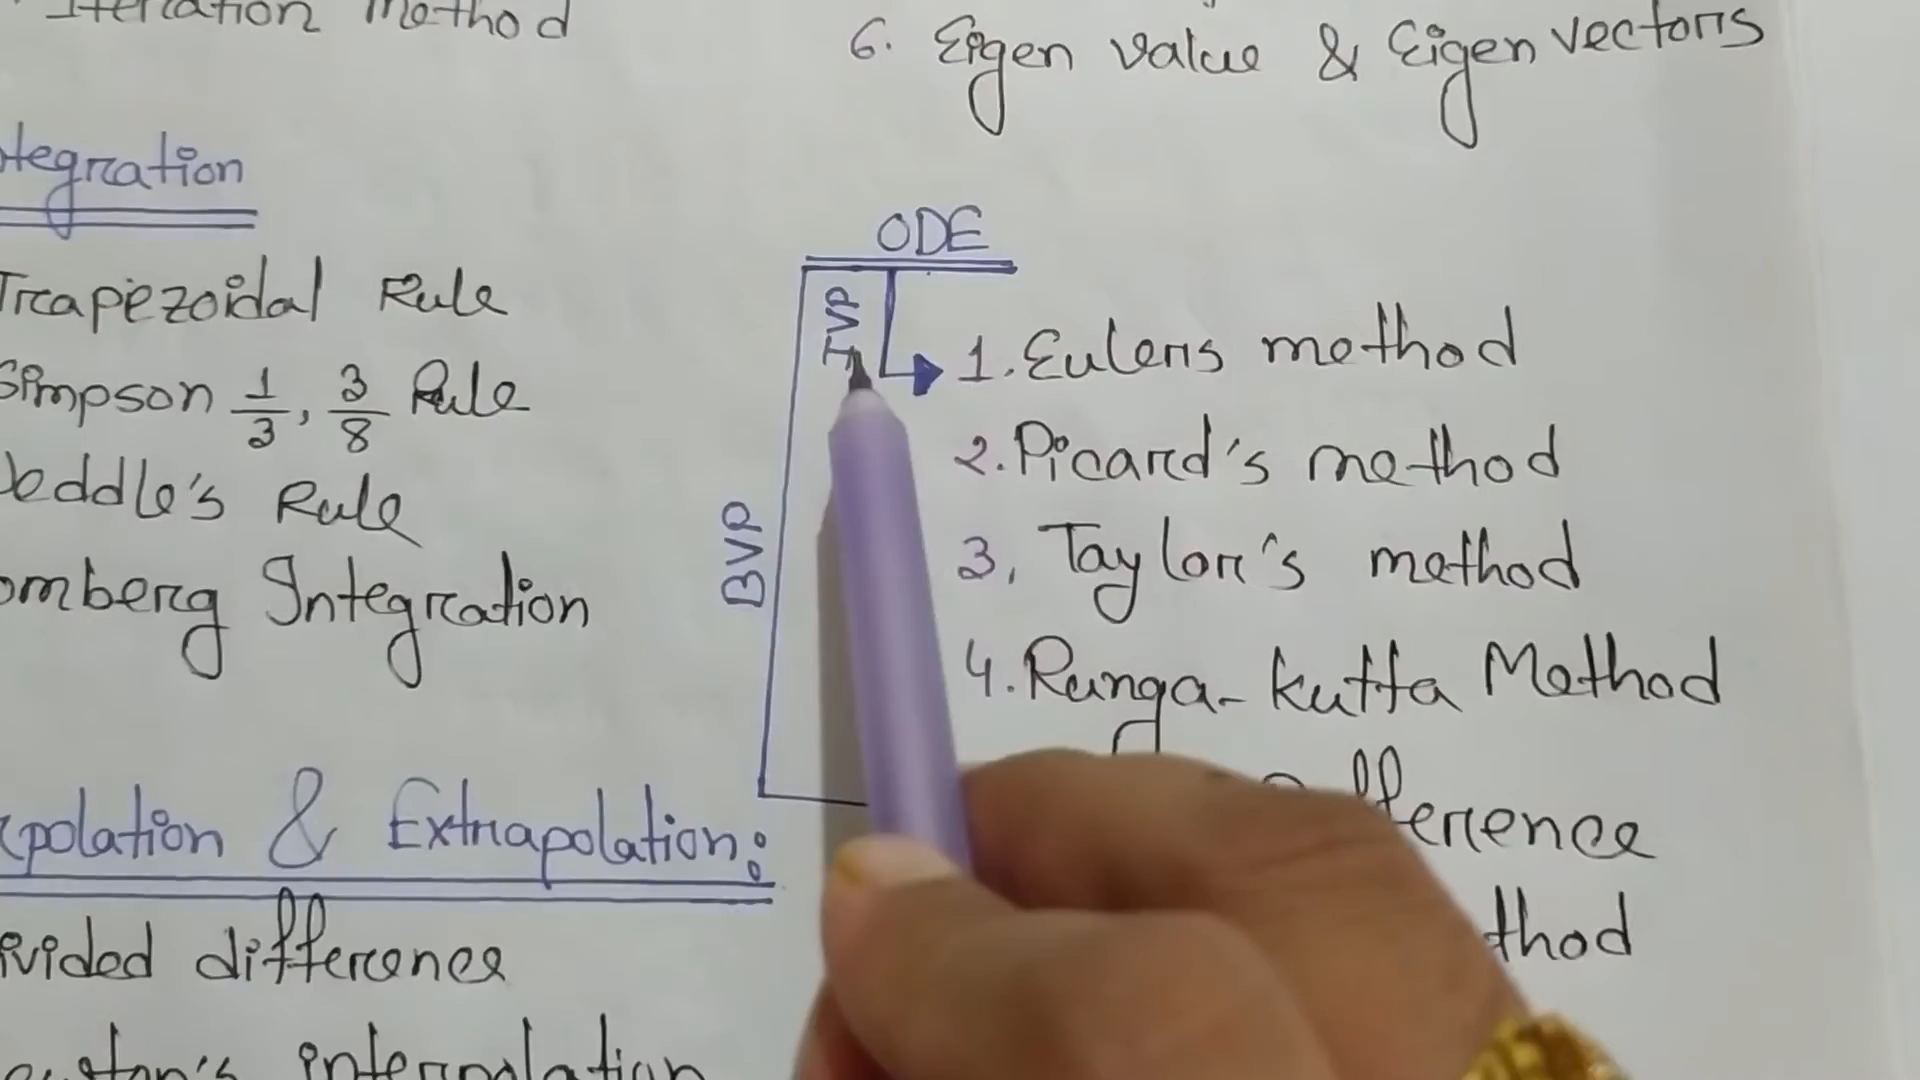 Iteration Method
tegration
Trapezoidal Rule
Simpson 1/3, 3/8 Rule
eddle's Rule
omberg Integration
polation & Extrapolation:
ivided difference
interpolation
6. Eigen value & Eigen vectors
ODE
IVP
BVP
1. Eulers method
2. Picard's method
3, Taylor's method
4. Runga-kutta Method
fference
thod